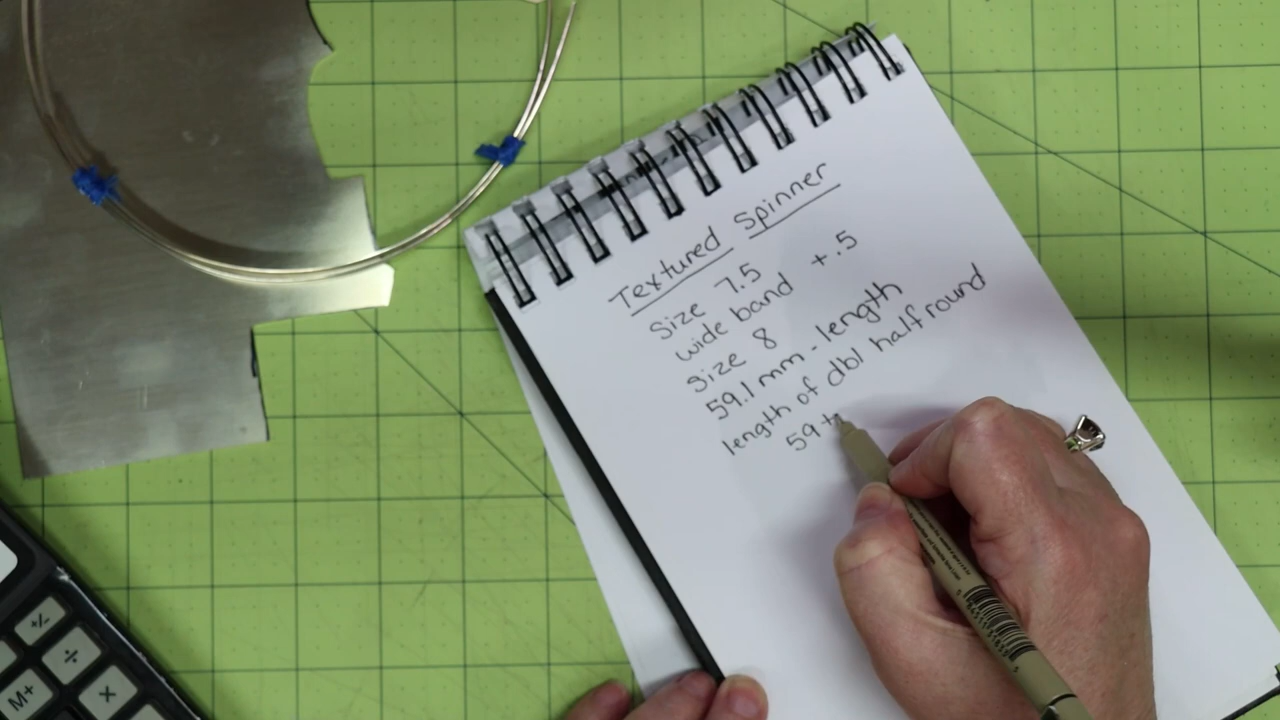 Textured Spinner
Size 7.5
wide band +.5
Size 8
59.1 mm - length
length of dbl half round
59 +
+/-
÷
M+
×